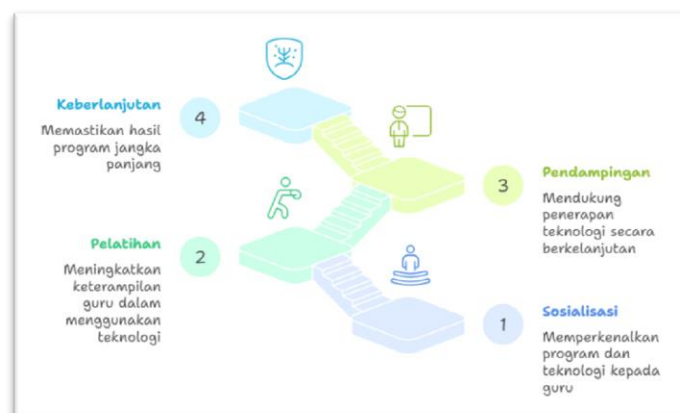 Keberlanjutan
4
Memastikan hasil
program jangka
panjang
3
Pendampingan
Mendukung
penerapan
teknologi secara
berkelanjutan
Pelatihan
2
Meningkatkan
keterampilan
guru dalam
menggunakan
teknologi
1
Sosialisasi
Memperkenalkan
program dan
teknologi kepada
guru